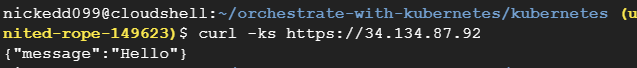 nickedd099@cloudshell:~/orchestrate-with-kubernetes/kubernetes (u
nited-rope-149623)$ curl -ks https://34.134.87.92
{"message":"Hello"}